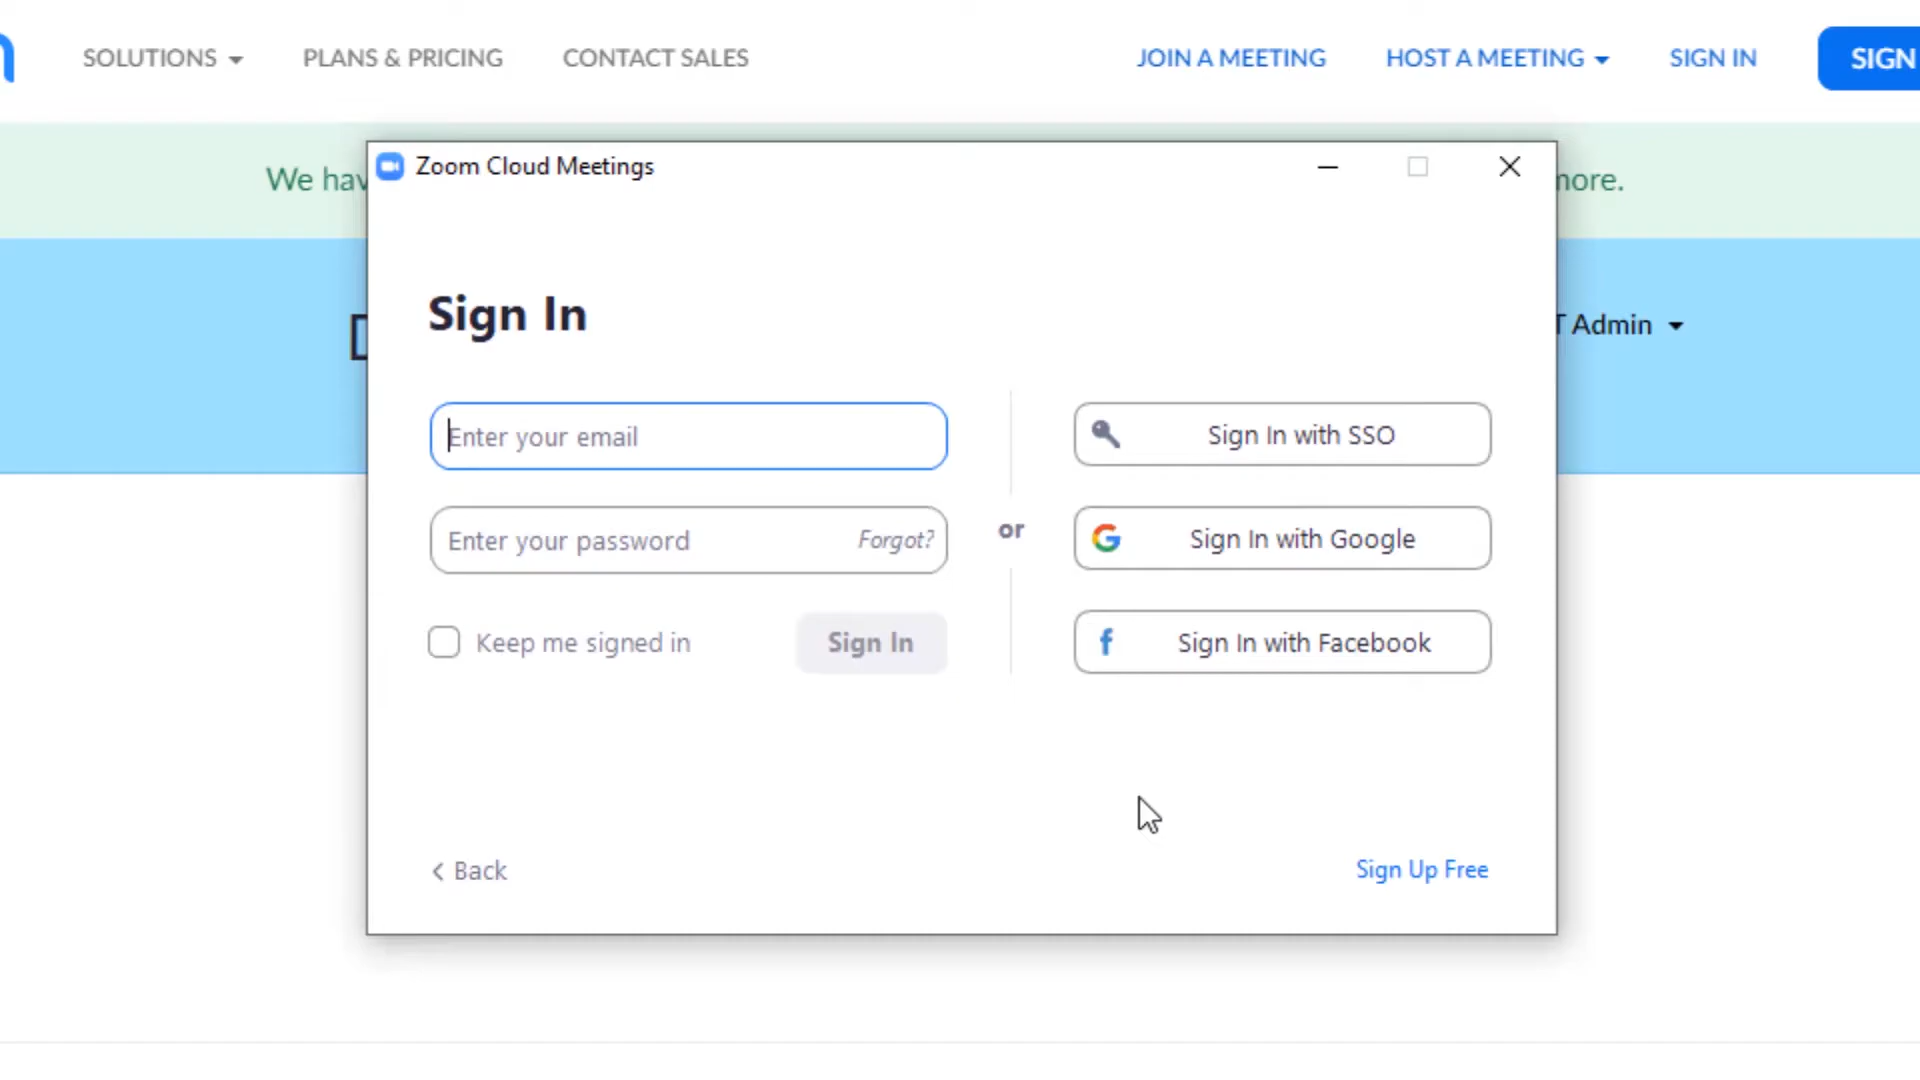 SOLUTIONS
PLANS & PRICING
CONTACT SALES
JOIN A MEETING
HOST A MEETING
SIGN IN
SIGN
We
more.
Zoom Cloud Meetings
Admin
Sign In
Enter your email
Sign In with SSO
Enter your password
Forgot?
or
Sign In with Google
Keep me signed in
Sign In
Sign In with Facebook
Back
Sign Up Free